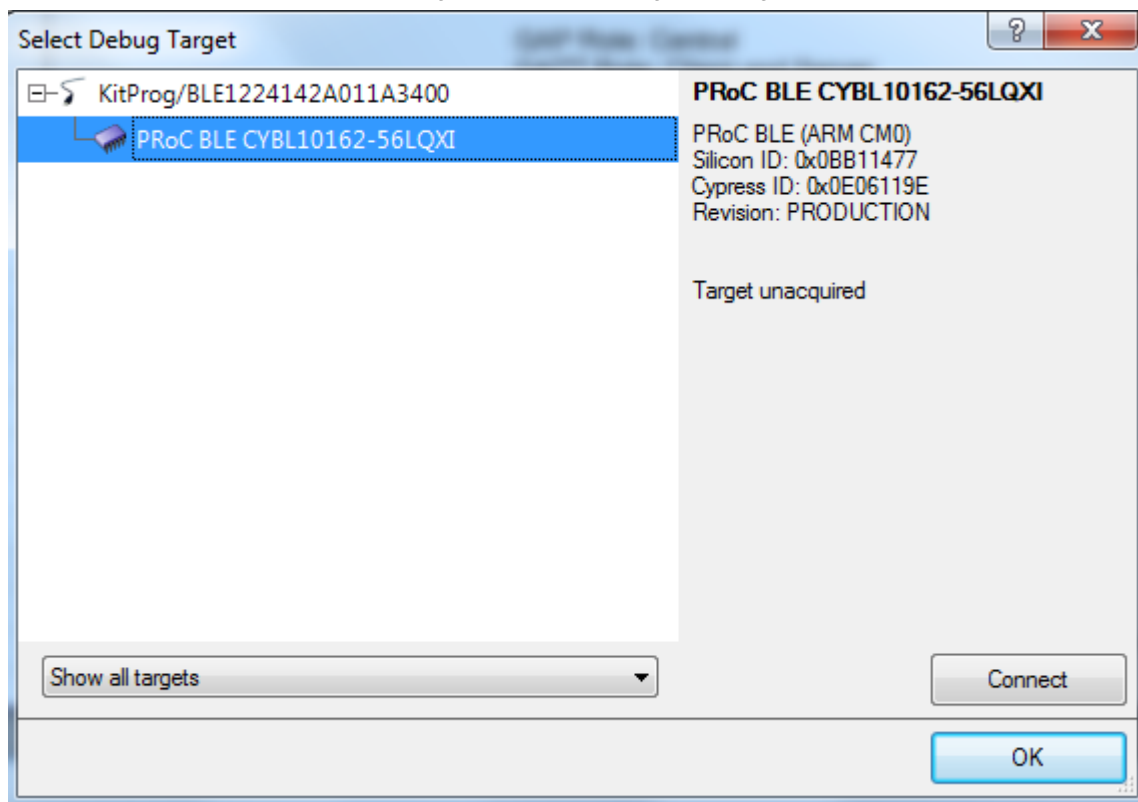 Select Debug Target
KitProg/BLE1224142A011A3400
PRoC BLE CYBL10162-56LQXI
PRoC BLE CYBL10162-56LQXI
PRoC BLE (ARM CM0)
Silicon ID: 0x0BB11477
Cypress ID: 0x0E06119E
Revision: PRODUCTION
Target unacquired
Show all targets
Connect
OK